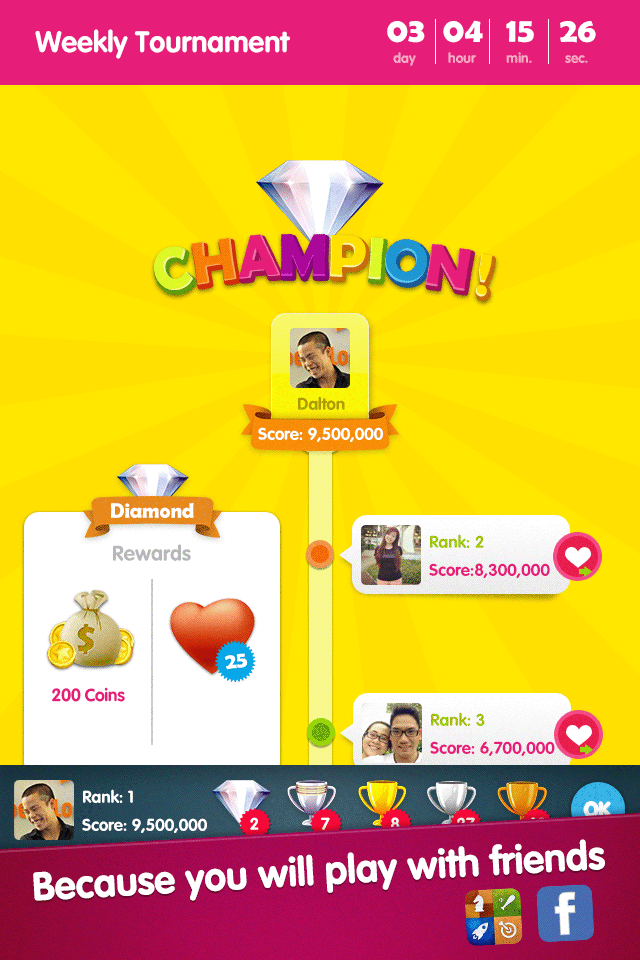 Weekly Tournament
03 04 15 26
day hour min. sec.
CHAMPION!
Dalton
Score: 9,500,000
Diamond
Rewards
$
25
200 Coins
Rank: 2
Score:8,300,000
Rank: 3
Score: 6,700,000
Rank: 1
Score: 9,500,000
2 7 8 27
OK
Because you will play with friends
f